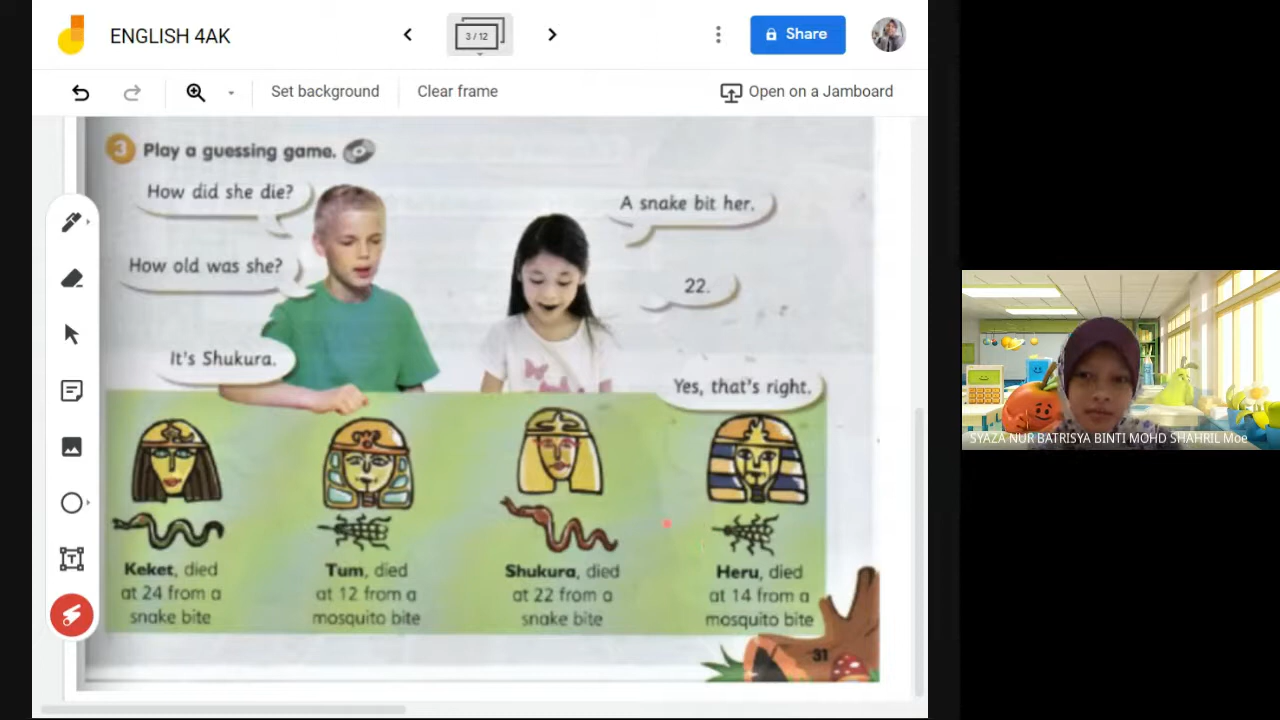 ENGLISH 4AK
3 / 12
Share
Set background
Clear frame
Open on a Jamboard
3 Play a guessing game.
How did she die?
A snake bit her.
How old was she?
22.
It's Shukura.
Yes, that's right.
Keket, died
at 24 from a
snake bite
Tum, died
at 12 from a
mosquito bite
Shukura, died
at 22 from a
snake bite
Heru, died
at 14 from a
mosquito bite
31
SYAZA NUR BATRISYA BINTI MOHD SHAHRIL Moe